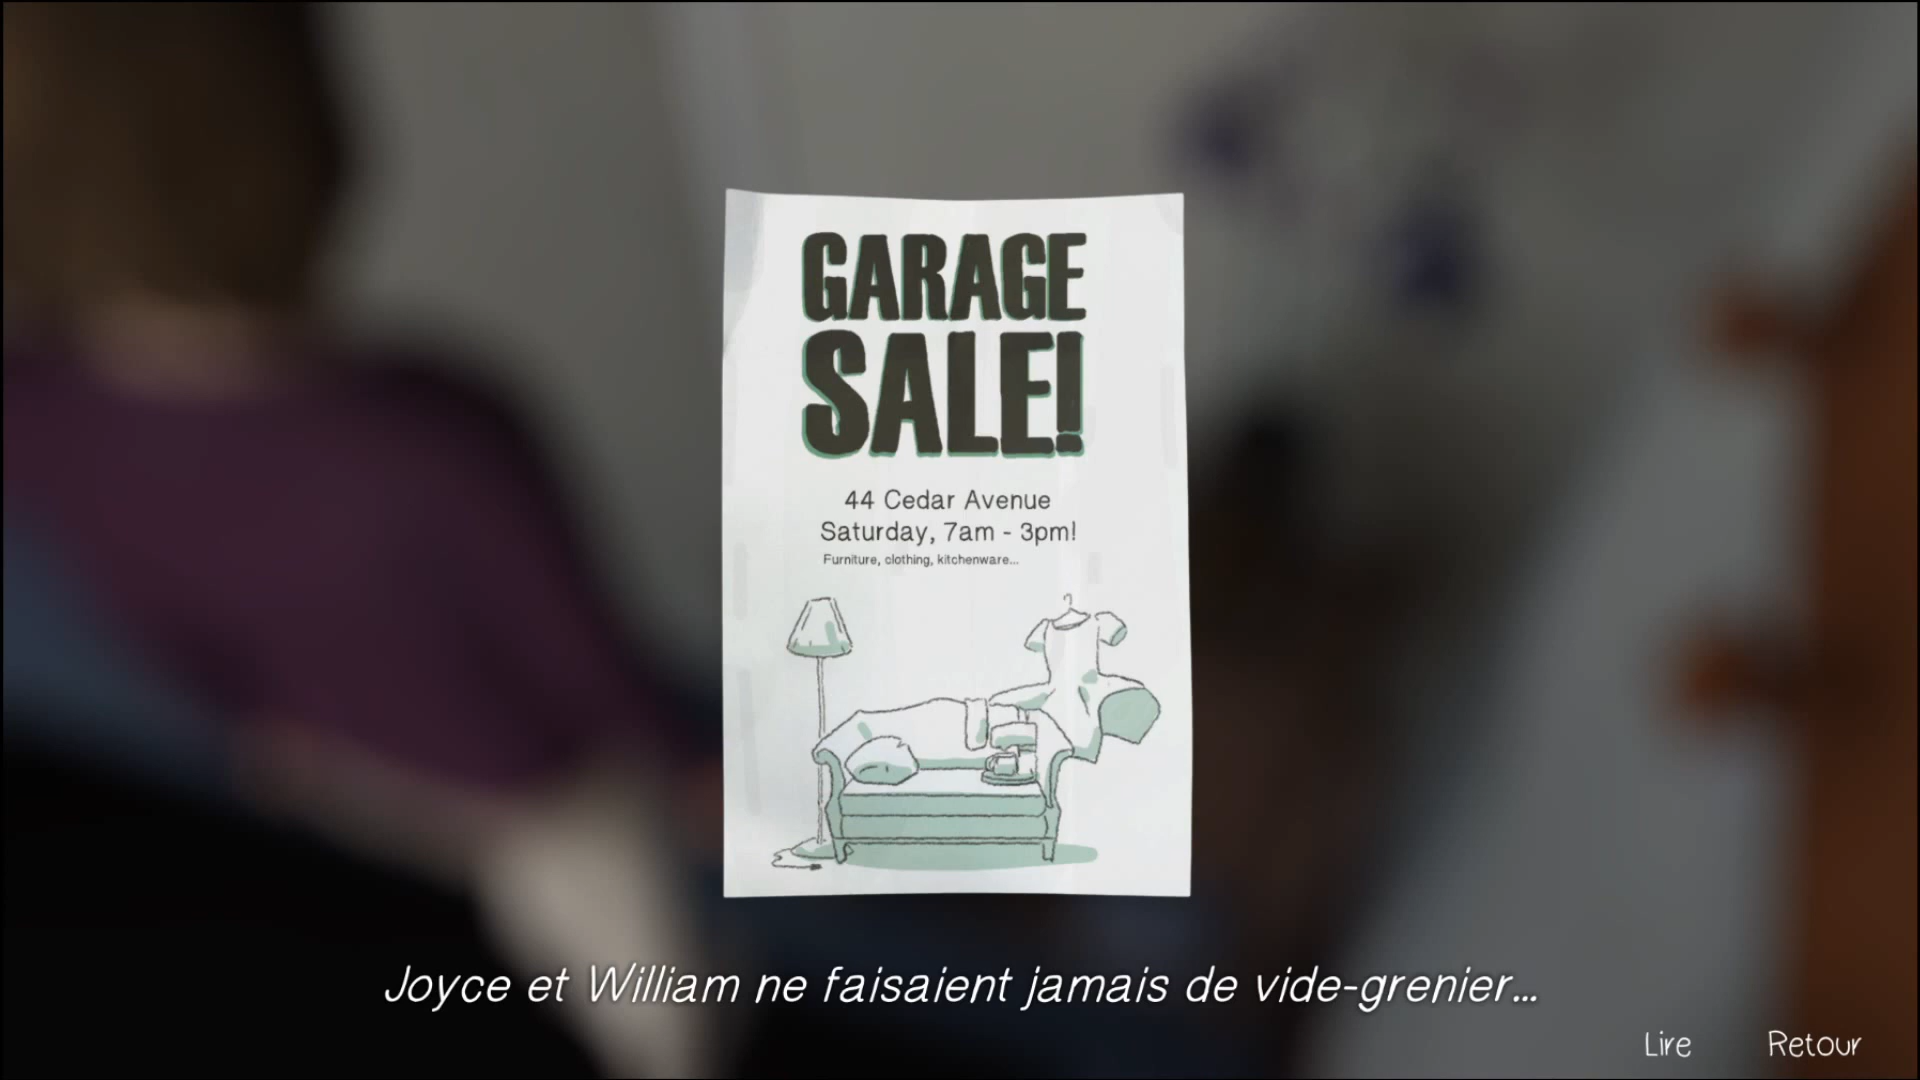 GARAGE
SALE!
44 Cedar Avenue
Saturday, 7am - 3pm!
Furniture, clothing, kitchenware...
Joyce et William ne faisaient jamais de vide-grenier...
Lire Retour